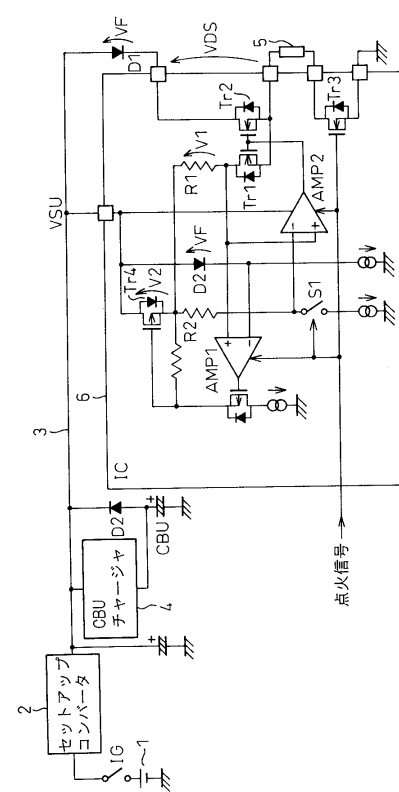 1
IG
2
セットアップ
コンバータ
+
CBU
チャージャ
4
D2
+
CBU
3
VSU
6
IC
D1
VF
VDS
5
Tr1
Tr2
Tr3
Tr4
V1
V2
R1
R2
D2
VF
AMP1
+
-
AMP2
-
+
S1
点火信号